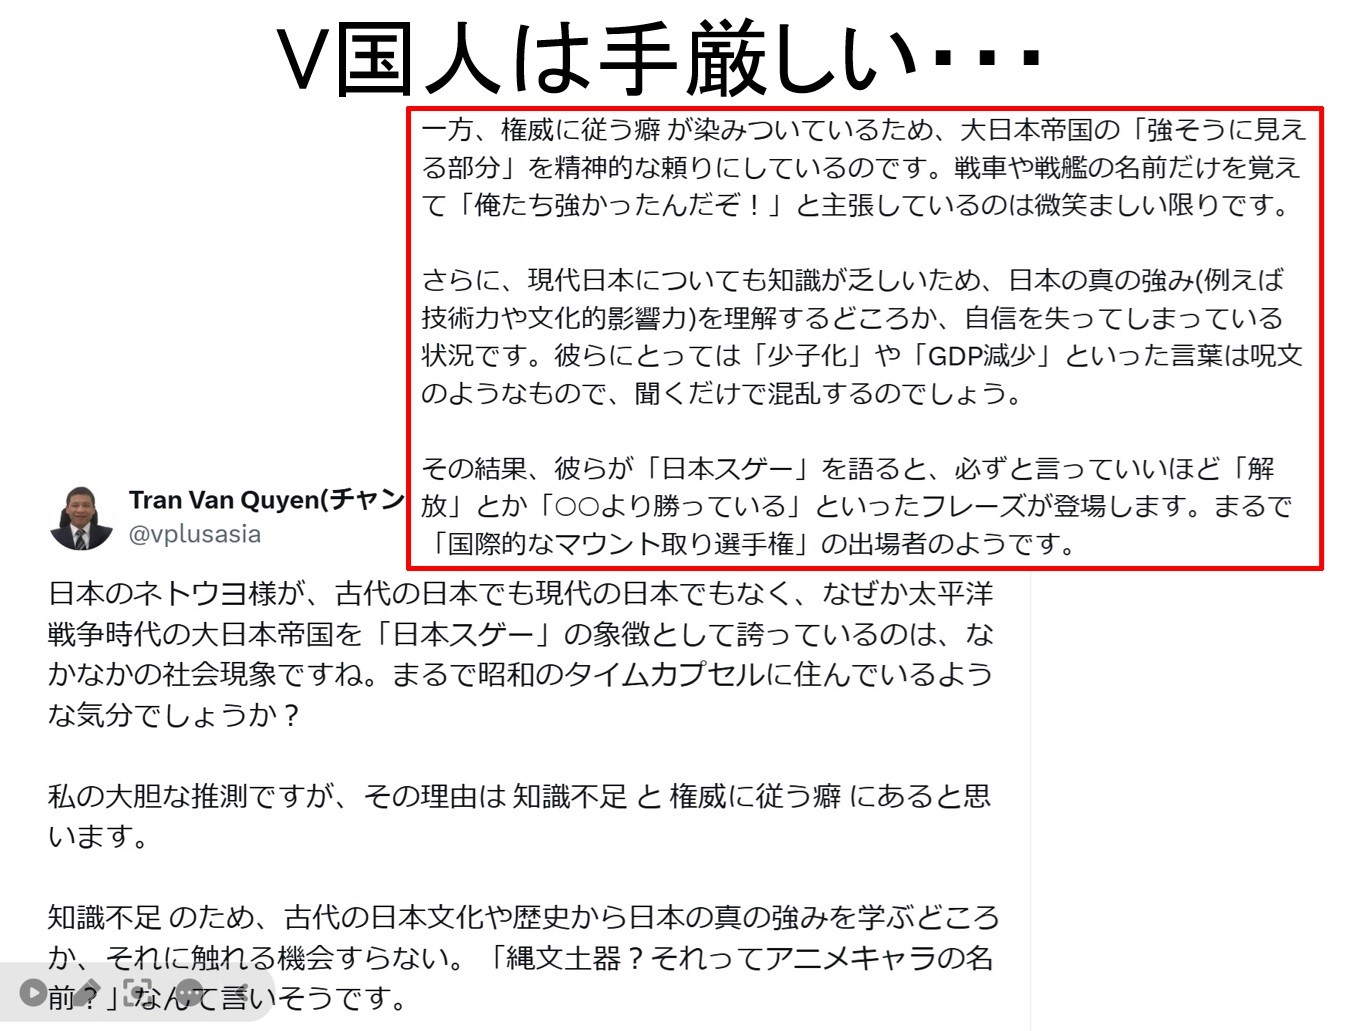 V国人は手厳しい・・・
Tran Van Quyen(チャン
@vplusasia
日本のネトウヨ様が、古代の日本でも現代の日本でもなく、なぜか太平洋
戦争時代の大日本帝国を「日本スゲー」の象徴として誇っているのは、な
かなかの社会現象ですね。まるで昭和のタイムカプセルに住んでいるよう
な気分でしょうか？
私の大胆な推測ですが、その理由は 知識不足 と 権威に従う癖 にあると思
います。
知識不足 のため、古代の日本文化や歴史から日本の真の強みを学ぶどころ
か、それに触れる機会すらない。「縄文土器？それってアニメキャラの名
前？」なんて言いそうです。
一方、権威に従う癖 が染みついているため、大日本帝国の「強そうに見え
る部分」を精神的な頼りにしているのです。戦車や戦艦の名前だけを覚え
て「俺たち強かったんだぞ！」と主張しているのは微笑ましい限りです。
さらに、現代日本についても知識が乏しいため、日本の真の強み(例えば
技術力や文化的影響力)を理解するどころか、自信を失ってしまっている
状況です。彼らにとっては「少子化」や「GDP減少」といった言葉は呪文
のようなもので、聞くだけで混乱するのでしょう。
その結果、彼らが「日本スゲー」を語ると、必ずと言っていいほど「解
放」とか「○○より勝っている」といったフレーズが登場します。まるで
「国際的なマウント取り選手権」の出場者のようです。